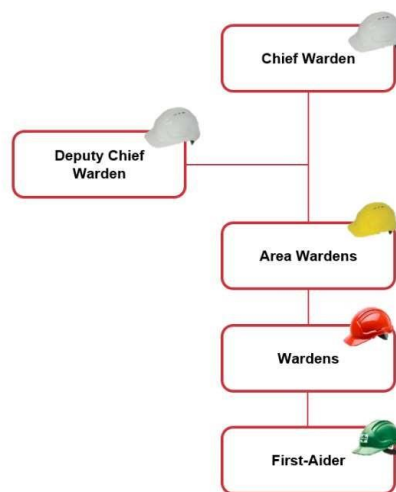 Chief Warden
Deputy Chief
Warden
Area Wardens
Wardens
First-Aider